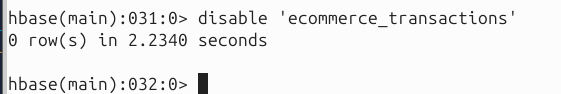 hbase(main):031:0> disable 'ecommerce_transactions'
0 row(s) in 2.2340 seconds
hbase(main):032:0>